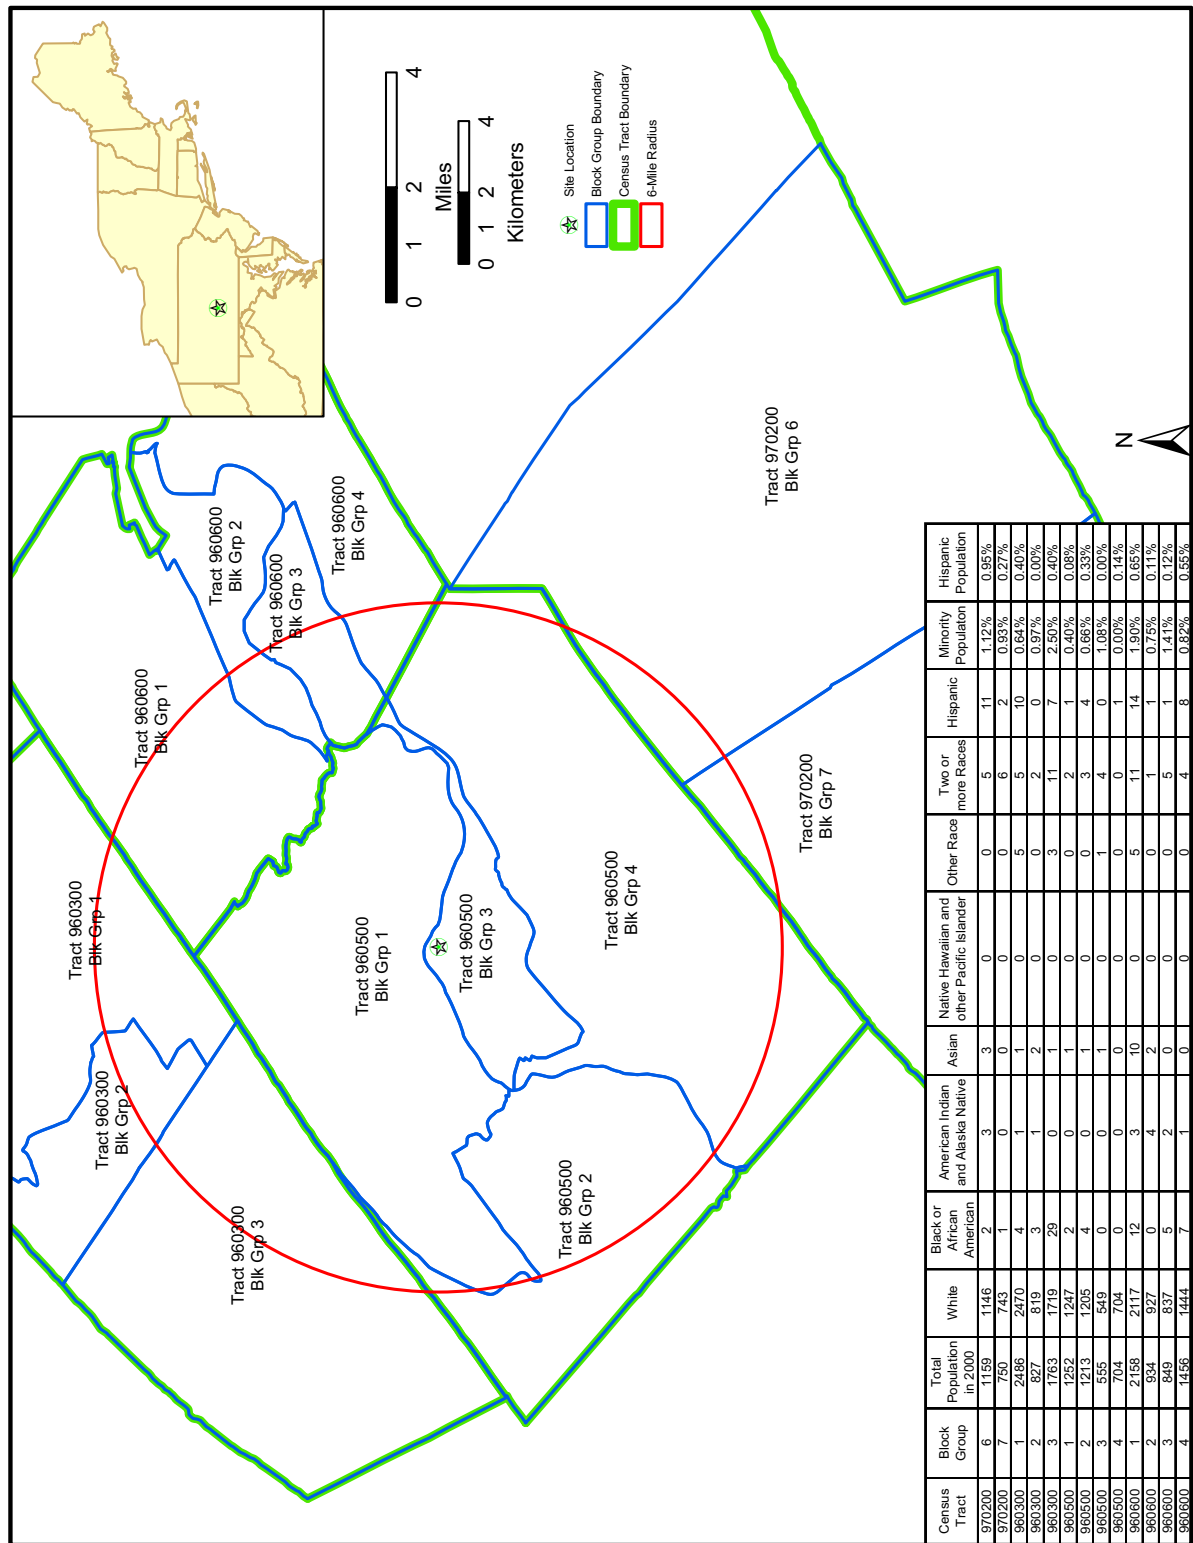 0 1 2 4
Miles
0 1 2 4
Kilometers
Site Location
Block Group Boundary
Census Tract Boundary
6-Mile Radius
N
Tract 960300
Blk Grp 1
Tract 960300
Blk Grp 2
Tract 960300
Blk Grp 3
Tract 960600
Blk Grp 1
Tract 960600
Blk Grp 2
Tract 960600
Blk Grp 3
Tract 960600
Blk Grp 4
Tract 960500
Blk Grp 1
Tract 960500
Blk Grp 3
Tract 960500
Blk Grp 4
Tract 960500
Blk Grp 2
Tract 970200
Blk Grp 6
Tract 970200
Blk Grp 7
Census Tract Block Group Total Population in 2000 White Black or African American American Indian and Alaska Native Asian Native Hawaiian and other Pacific Islander Other Race Two or more Races Hispanic Minority Populaton Hispanic Population
970200 6 1159 1146 2 3 3 0 0 5 11 1.12% 0.95%
970200 7 750 743 1 0 0 0 0 6 2 0.93% 0.27%
960300 1 2486 2470 4 1 1 0 5 5 10 0.64% 0.40%
960300 2 827 819 3 1 2 0 0 2 0 0.97% 0.00%
960300 3 1763 1719 29 0 1 0 3 11 7 2.50% 0.40%
960500 1 1252 1247 2 0 1 0 0 2 1 0.40% 0.08%
960500 2 1213 1205 4 0 1 0 0 3 4 0.66% 0.33%
960500 3 555 549 0 0 1 0 1 4 0 1.08% 0.00%
960500 4 704 704 0 0 0 0 0 0 1 0.00% 0.14%
960600 1 2158 2117 12 3 10 0 5 11 14 1.90% 0.65%
960600 2 934 927 0 4 2 0 0 1 1 0.75% 0.11%
960600 3 849 837 5 2 0 0 0 5 1 1.41% 0.12%
960600 4 1456 1444 7 1 0 0 0 4 8 0.82% 0.55%